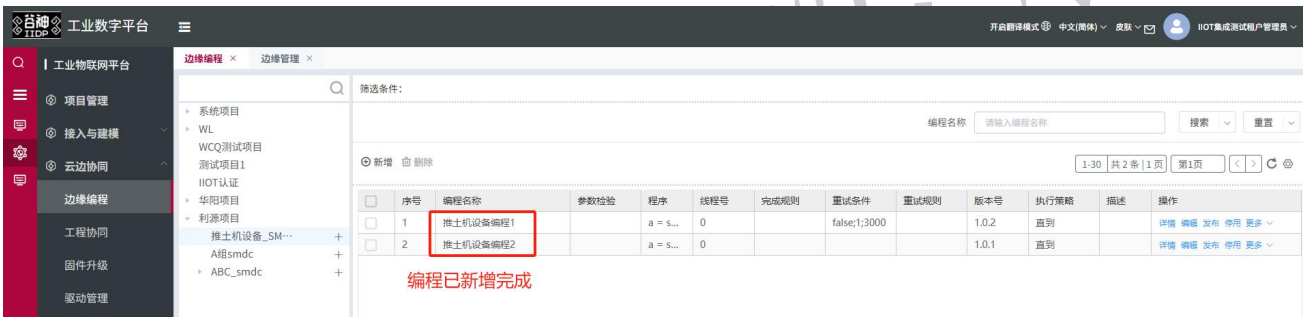 谷神 IIDP 工业数字平台
开启翻译模式 中文(简体) 皮肤 IIOT集成测试租户管理员
工业物联网平台
边缘编程 × 边缘管理 ×
项目管理
接入与建模
云边协同
边缘编程
工程协同
固件升级
驱动管理
系统项目
WL
WCQ测试项目
测试项目1
IIOT认证
华阳项目
利源项目
推土机设备_SM… +
A组smdc +
ABC_smdc +
筛选条件:
编程名称 请输入编程名称 搜索 重置
新增 删除 1-30 共2条 1页 第1页
序号 编程名称 参数检验 程序 线程号 完成规则 重试条件 重试规则 版本号 执行策略 描述 操作
1 推土机设备编程1 a = s... 0 false;1;3000 1.0.2 直到 详情 编辑 发布 停用 更多
2 推土机设备编程2 a = s... 0 1.0.1 直到 详情 编辑 发布 停用 更多
编程已新增完成